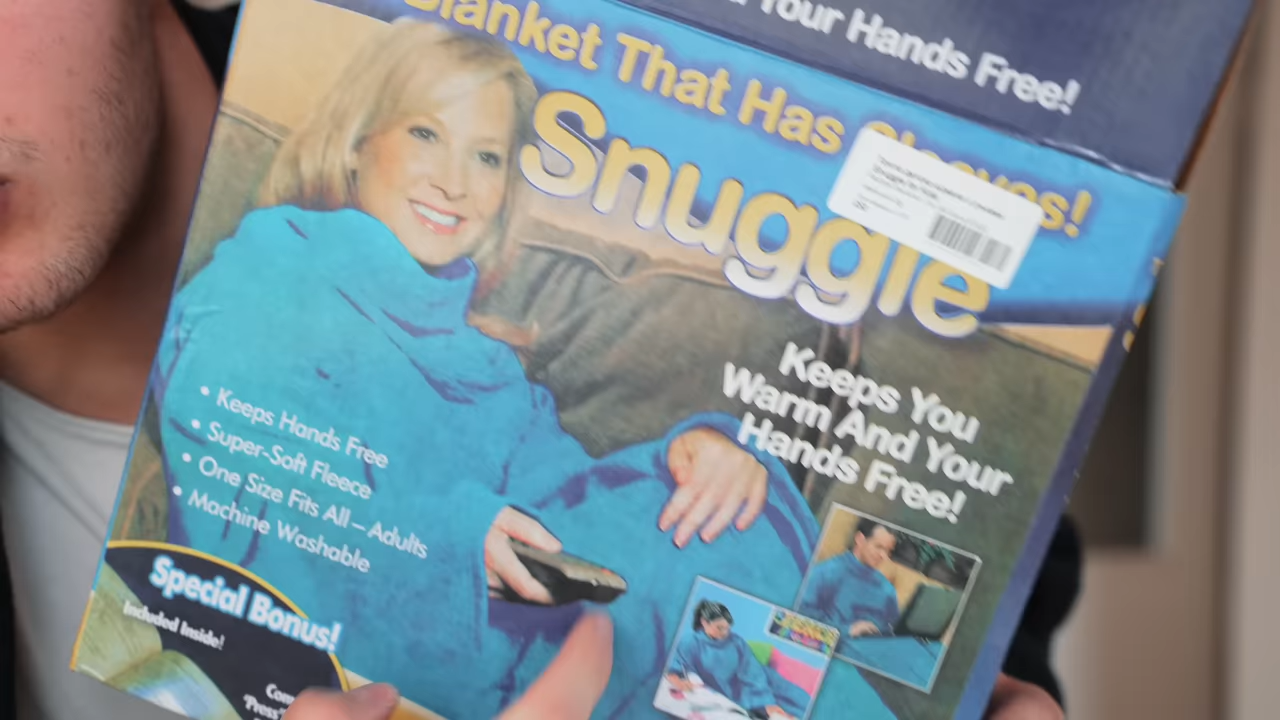 Your Hands Free!
Blanket That Has Sleeves!
Snuggie
Keeps You
Warm And Your
Hands Free!
• Keeps Hands Free
• Super-Soft Fleece
• One Size Fits All – Adults
• Machine Washable
Special Bonus!
Included Inside!